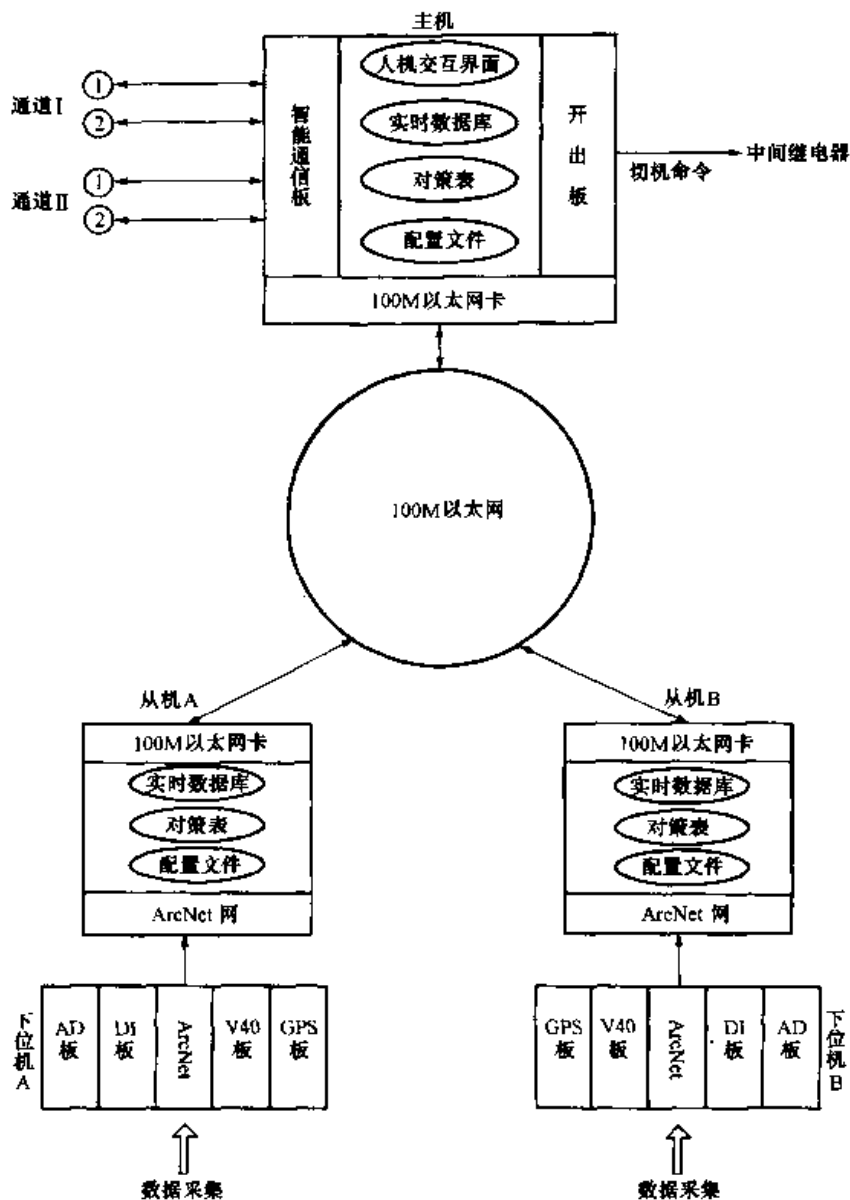 主机
人机交互界面
实时数据库
对策表
配置文件
智能通信板
开出板
100M以太网卡
通道Ⅰ
①
②
通道Ⅱ
①
②
切机命令
中间继电器
100M以太网
从机A
100M以太网卡
实时数据库
对策表
配置文件
ArcNet 网
从机B
100M以太网卡
实时数据库
对策表
配置文件
ArcNet 网
下位机A
AD板
DI板
ArcNet
V40板
GPS板
数据采集
GPS板
V40板
ArcNet
DI板
AD板
下位机B
数据采集